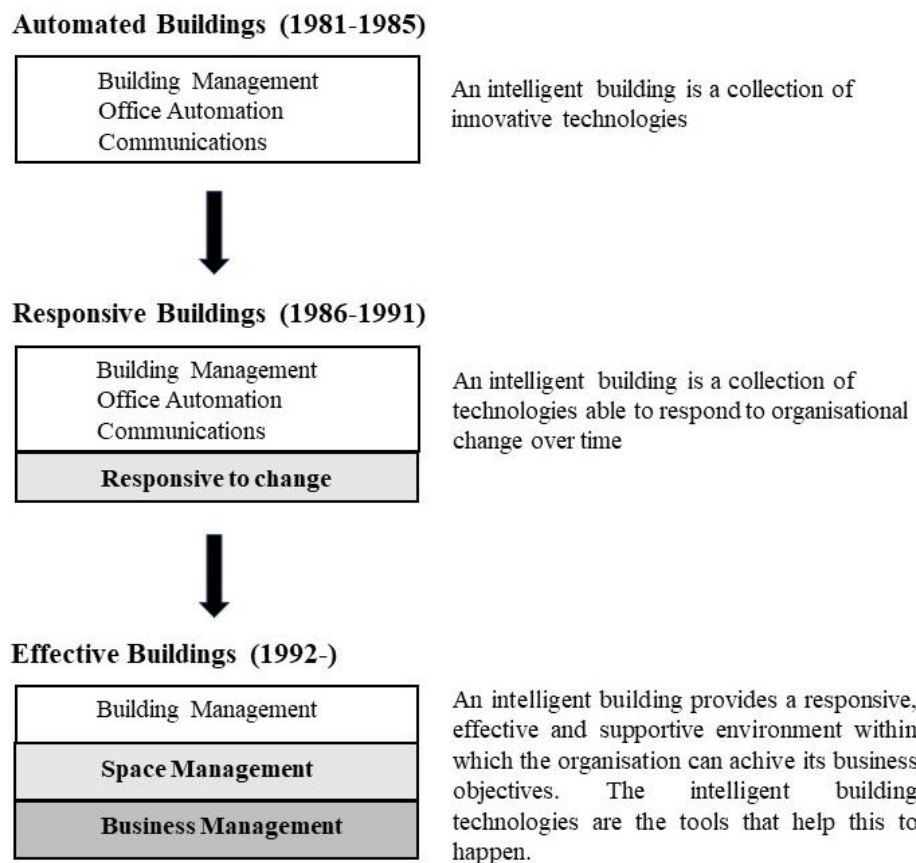 Automated Buildings (1981-1985)
Building Management
Office Automation
Communications
An intelligent building is a collection of
innovative technologies
Responsive Buildings (1986-1991)
Building Management
Office Automation
Communications
Responsive to change
An intelligent building is a collection of
technologies able to respond to organisational
change over time
Effective Buildings (1992-)
Building Management
Space Management
Business Management
An intelligent building provides a responsive,
effective and supportive environment within
which the organisation can achive its business
objectives. The intelligent building
technologies are the tools that help this to
happen.